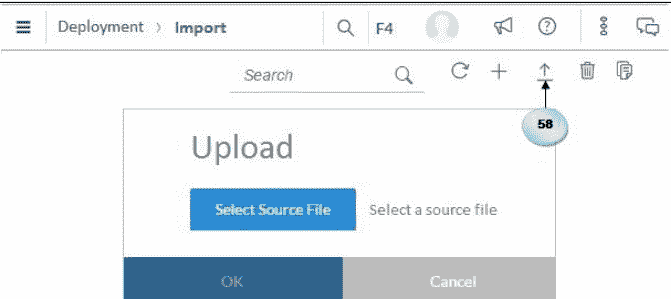 Deployment > Import F4
Search
58
Upload
Select Source File Select a source file
OK Cancel